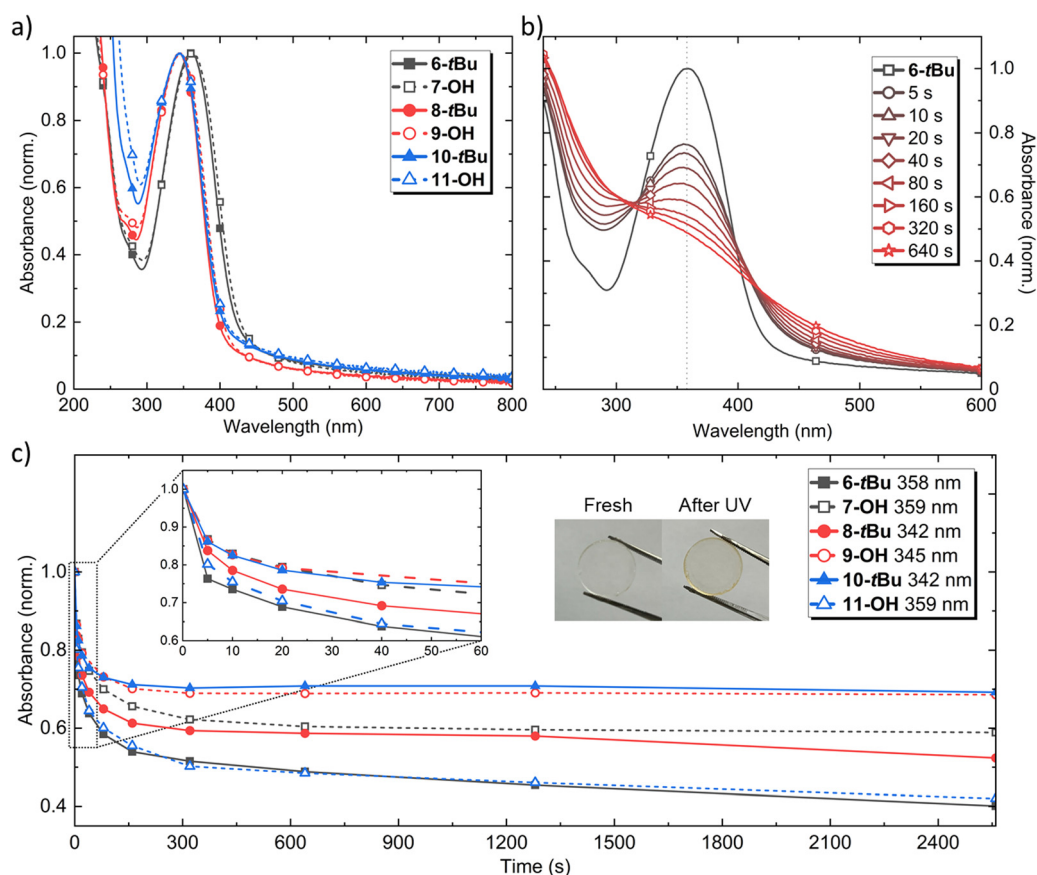 a)
1.0
0.8
0.6
0.4
0.2
0
Absorbance (norm.)
200 300 400 500 600 700 800
Wavelength (nm)
6-tBu
7-OH
8-tBu
9-OH
10-tBu
11-OH
b)
1.0
0.8
0.6
0.4
0.2
0
Absorbance (norm.)
300 400 500 600
Wavelength (nm)
6-tBu
5 s
10 s
20 s
40 s
80 s
160 s
320 s
640 s
c)
1.0
0.8
0.6
0.4
Absorbance (norm.)
0 300 600 900 1200 1500 1800 2100 2400
Time (s)
1.0
0.9
0.8
0.7
0.6
0 10 20 30 40 50 60
Fresh After UV
6-tBu 358 nm
7-OH 359 nm
8-tBu 342 nm
9-OH 345 nm
10-tBu 342 nm
11-OH 359 nm